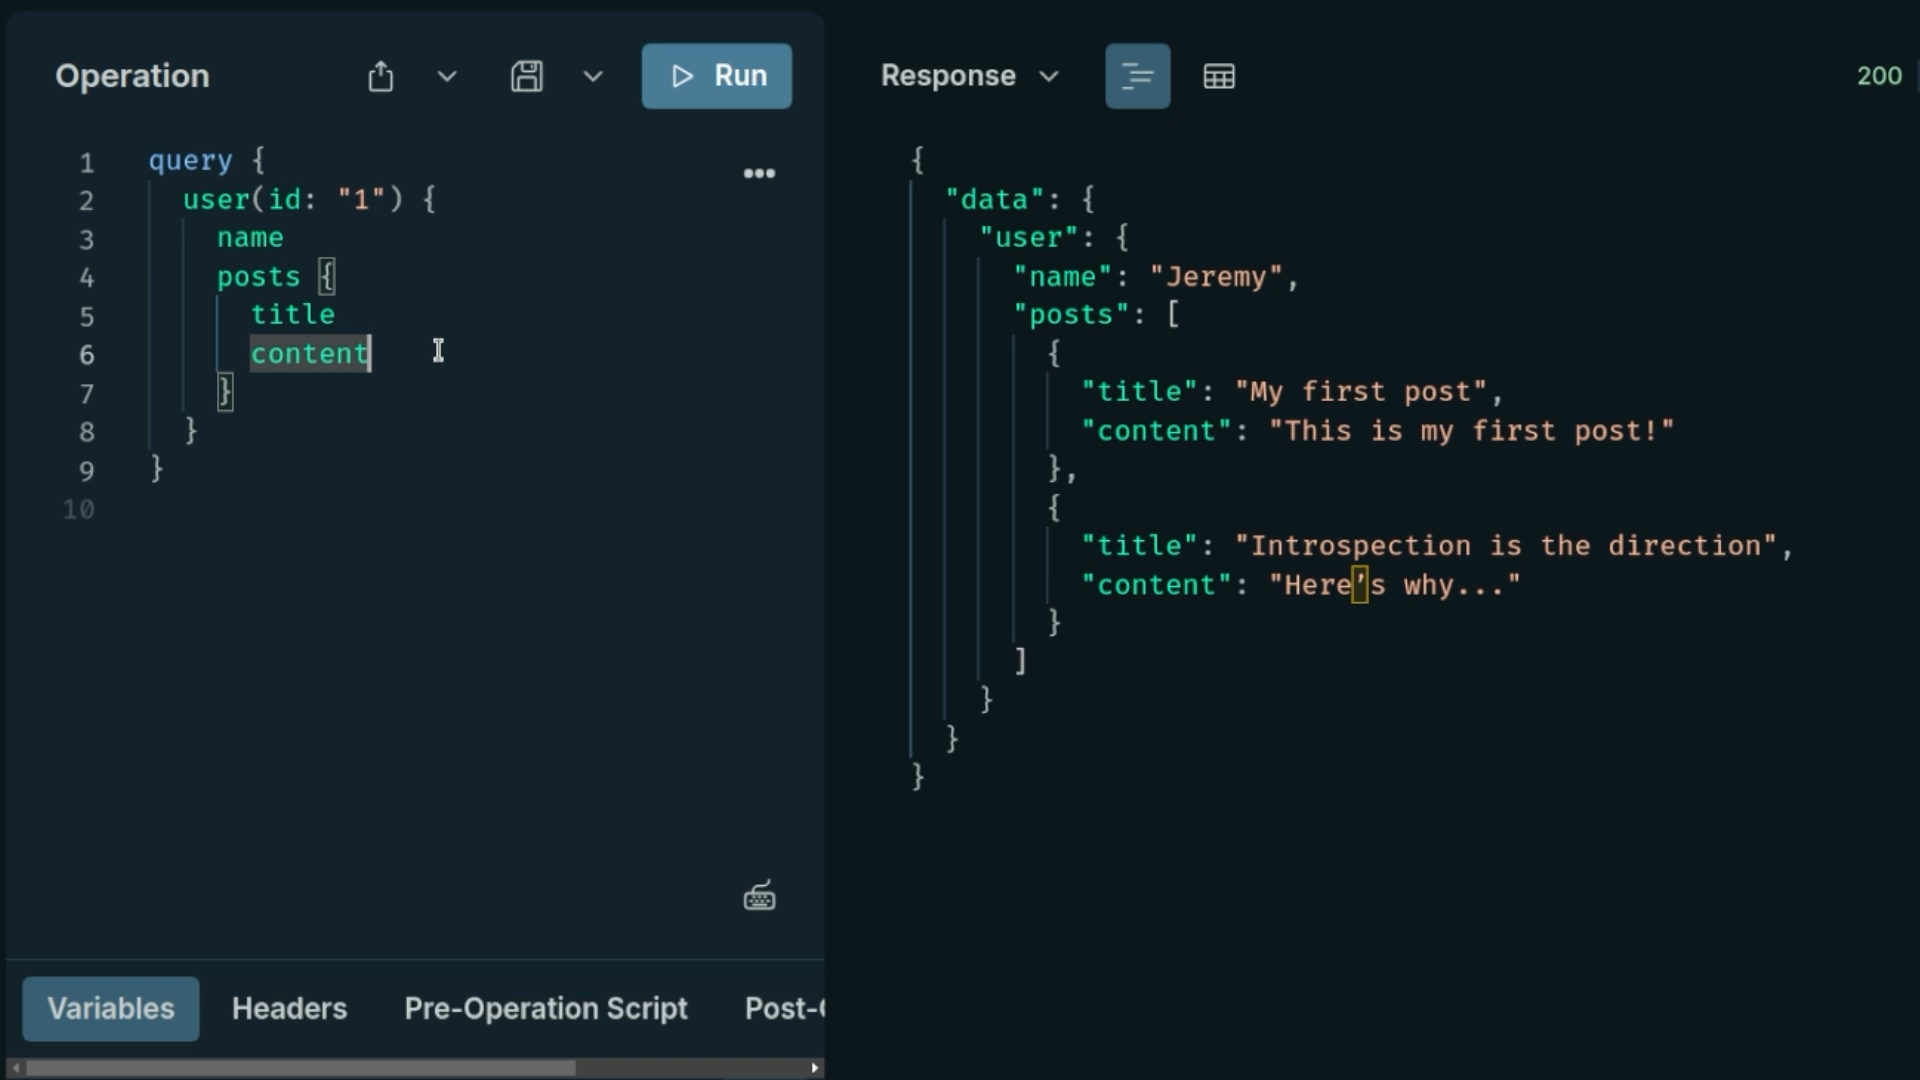 Operation
Run
1 query {
2   user(id: "1") {
3     name
4     posts {
5       title
6       content
7     }
8   }
9 }
10
Variables Headers Pre-Operation Script Post-
Response
200
{
  "data": {
    "user": {
      "name": "Jeremy",
      "posts": [
        {
          "title": "My first post",
          "content": "This is my first post!"
        },
        {
          "title": "Introspection is the direction",
          "content": "Here’s why..."
        }
      ]
    }
  }
}